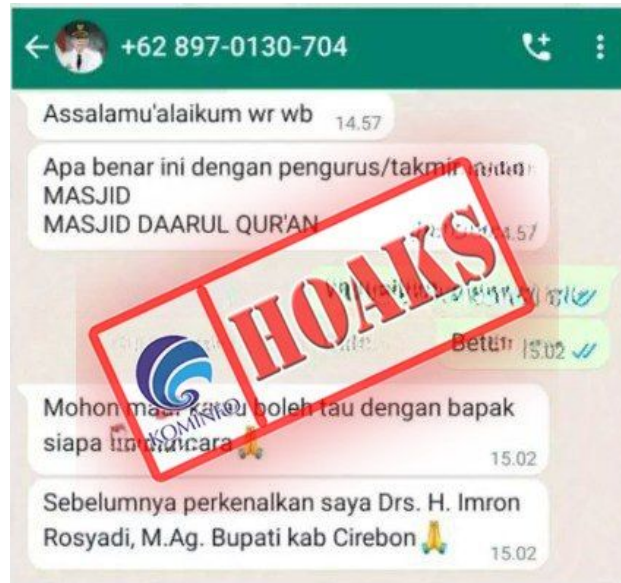 +62 897-0130-704
Assalamu'alaikum wr wb 14.57
Apa benar ini dengan pengurus/takmir
MASJID
MASJID DAARUL QUR'AN
HOAKS
KOMINFO
15.02
Mohon boleh tau dengan bapak
siapa
15.02
Sebelumnya perkenalkan saya Drs. H. Imron
Rosyadi, M.Ag. Bupati kab Cirebon 🙏
15.02